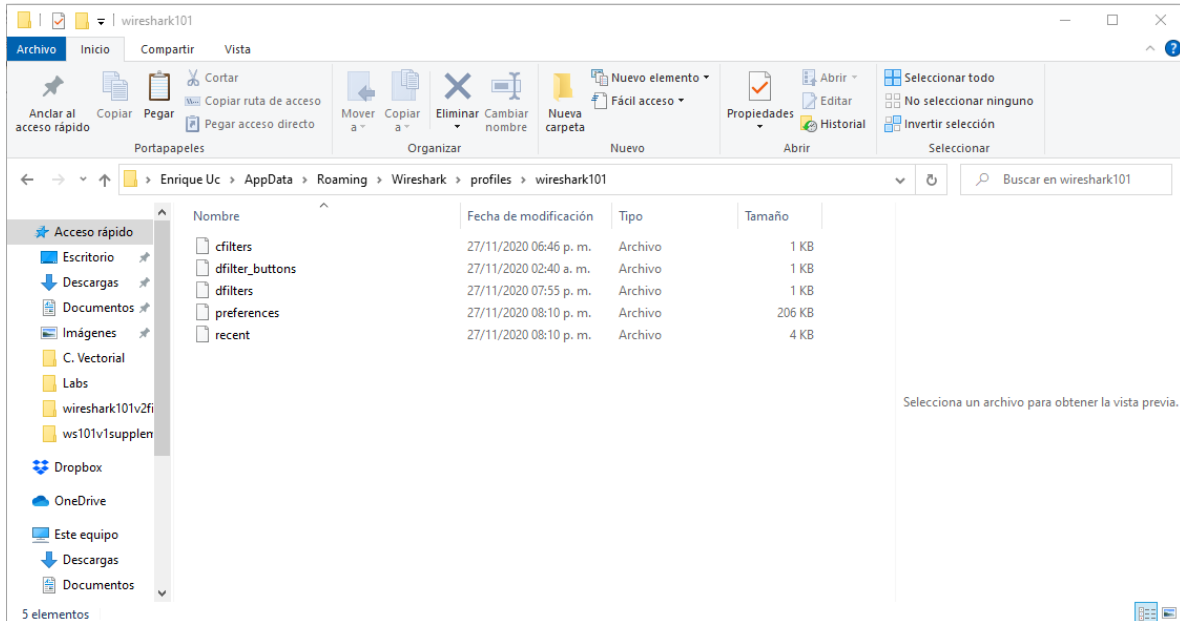 wireshark101
Archivo Inicio Compartir Vista
Anclar al acceso rápido
Copiar
Pegar
Cortar
Copiar ruta de acceso
Pegar acceso directo
Portapapeles
Mover a
Copiar a
Eliminar
Cambiar nombre
Organizar
Nueva carpeta
Nuevo elemento
Fácil acceso
Nuevo
Propiedades
Abrir
Editar
Historial
Abrir
Seleccionar todo
No seleccionar ninguno
Invertir selección
Seleccionar
Enrique Uc > AppData > Roaming > Wireshark > profiles > wireshark101
Buscar en wireshark101
Acceso rápido
Escritorio
Descargas
Documentos
Imágenes
C. Vectorial
Labs
wireshark101v2fi
ws101v1supplem
Dropbox
OneDrive
Este equipo
Descargas
Documentos
Nombre Fecha de modificación Tipo Tamaño
cfilters 27/11/2020 06:46 p. m. Archivo 1 KB
dfilter_buttons 27/11/2020 02:40 a. m. Archivo 1 KB
dfilters 27/11/2020 07:55 p. m. Archivo 1 KB
preferences 27/11/2020 08:10 p. m. Archivo 206 KB
recent 27/11/2020 08:10 p. m. Archivo 4 KB
Selecciona un archivo para obtener la vista previa.
5 elementos